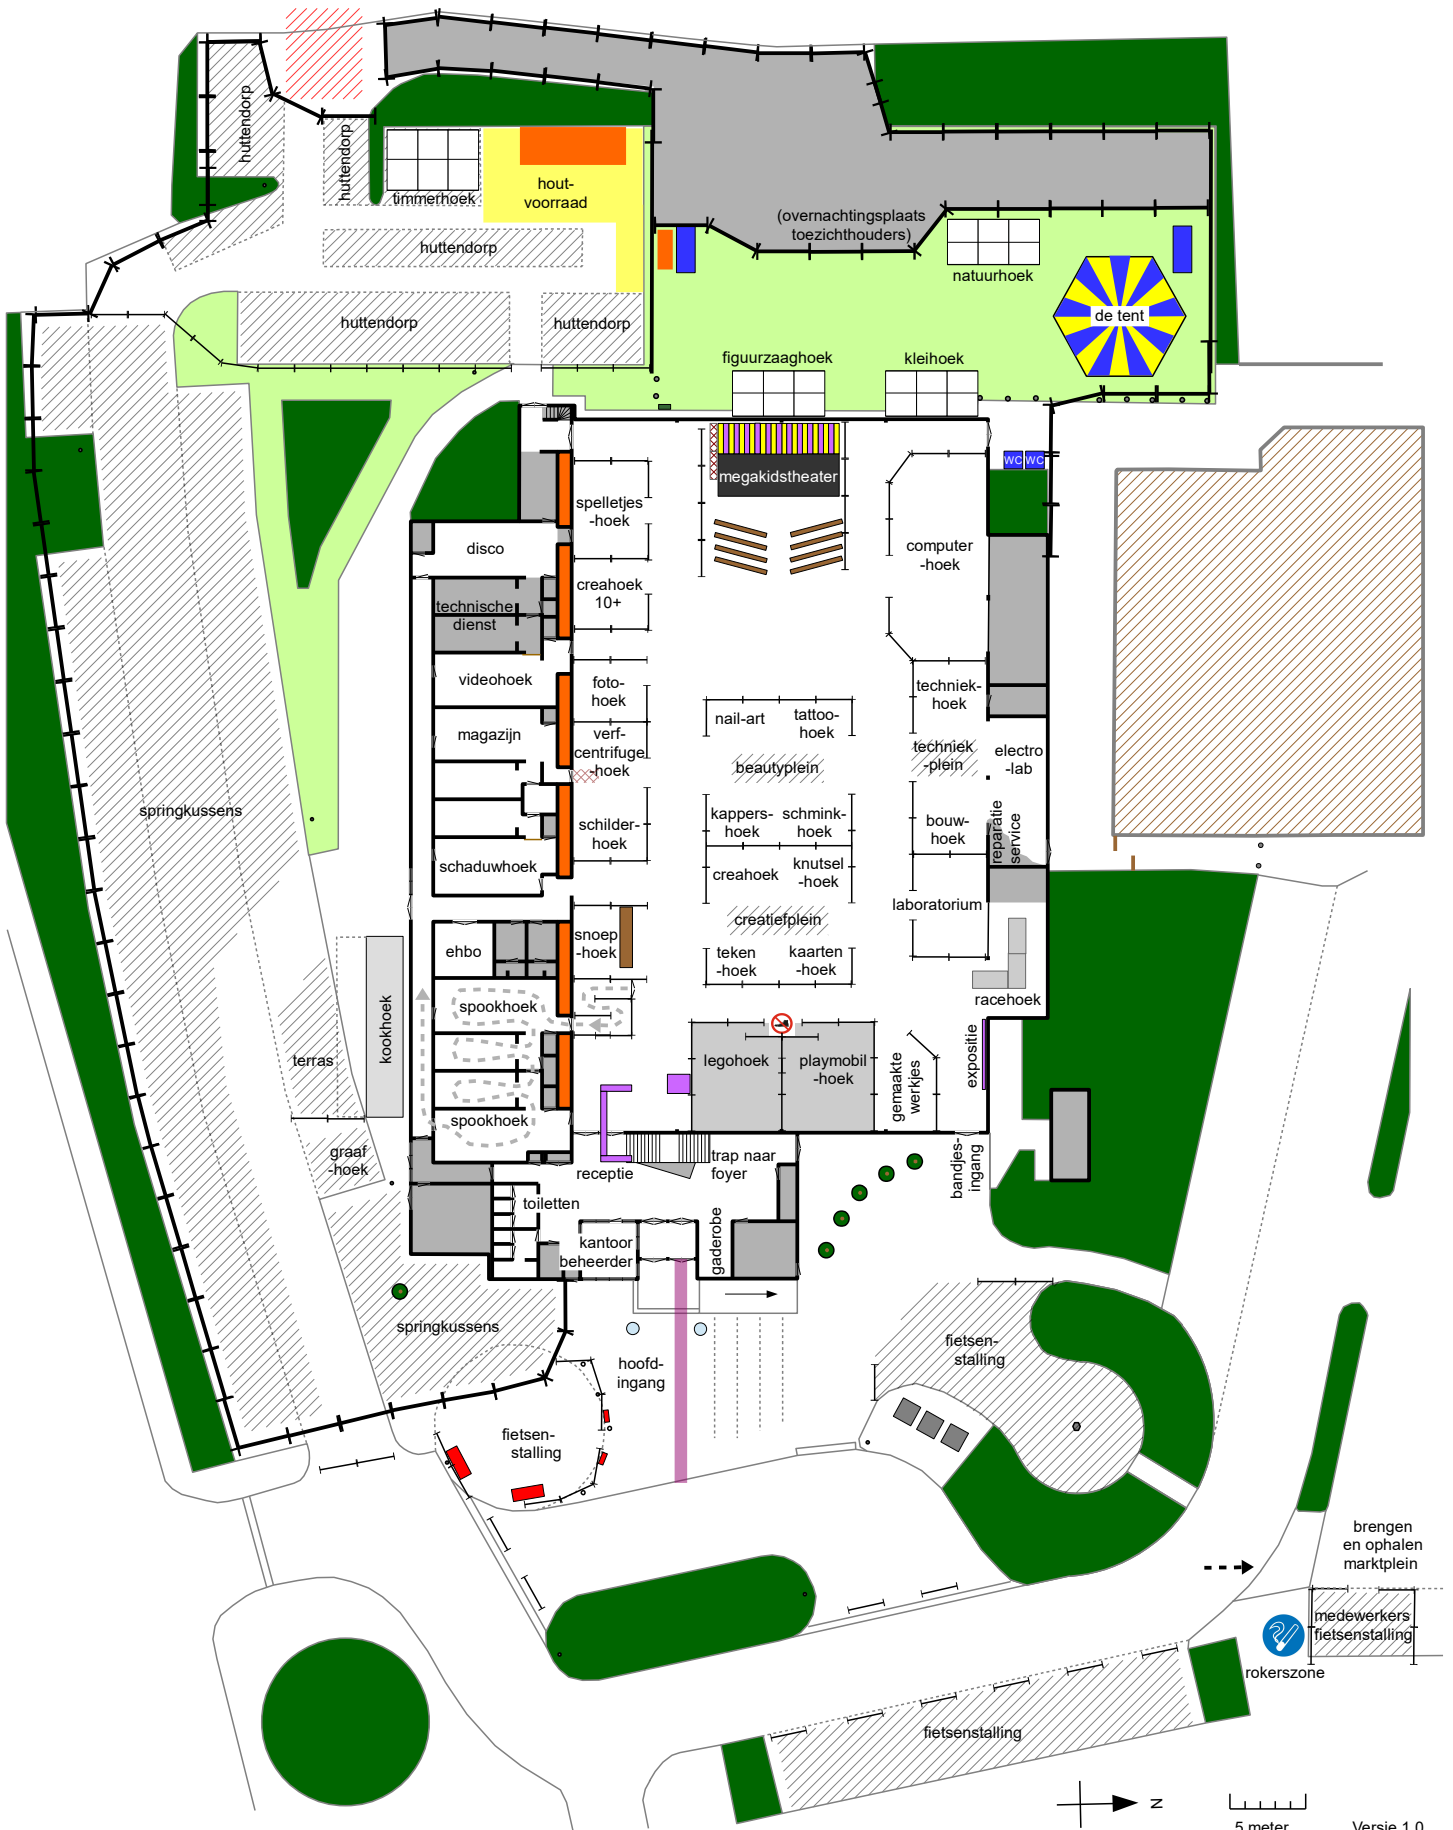 huttendorp
huttendorp
timmerhoek
hout-
voorraad
huttendorp
(overnachtingsplaats
toezichthouders)
natuurhoek
huttendorp
huttendorp
de tent
figuurzaaghoek
kleihoek
WC
WC
megakidstheater
spelletjes
-hoek
disco
computer
-hoek
creahoek
10+
technische
dienst
videohoek
foto-
hoek
techniek-
hoek
nail-art
tattoo-
hoek
magazijn
verf-
centrifuge
-hoek
techniek
-plein
electro
-lab
beautyplein
springkussens
kappers-
hoek
schmink-
hoek
schilder-
hoek
bouw-
hoek
reparatie
service
schaduwhoek
creahoek
knutsel
-hoek
laboratorium
creatiefplein
snoep
-hoek
ehbo
teken
-hoek
kaarten
-hoek
racehoek
spookhoek
kookhoek
terras
legohoek
playmobil
-hoek
gemaakte
werkjes
expositie
spookhoek
graaf
-hoek
receptie
trap naar
foyer
bandjes-
ingang
toiletten
kantoor
beheerder
gaderobe
springkussens
hoofd-
ingang
fietsen-
stalling
fietsen-
stalling
brengen
en ophalen
marktplein
medewerkers
fietsenstalling
rokerszone
fietsenstalling
N
5 meter
Versie 1.0